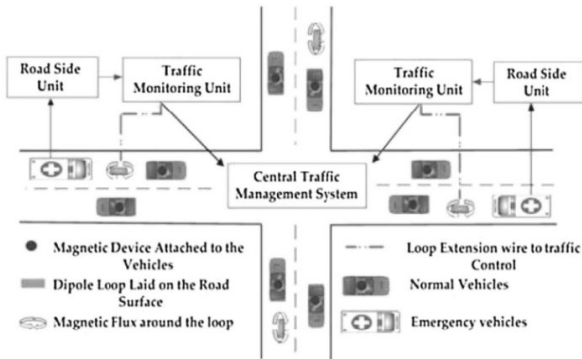 Road Side
Unit
Traffic
Monitoring Unit
Traffic
Monitoring Unit
Road Side
Unit
Central Traffic
Management System
Magnetic Device Attached to the
Vehicles
Dipole Loop Laid on the Road
Surface
Magnetic Flux around the loop
Loop Extension wire to traffic
Control
Normal Vehicles
Emergency vehicles